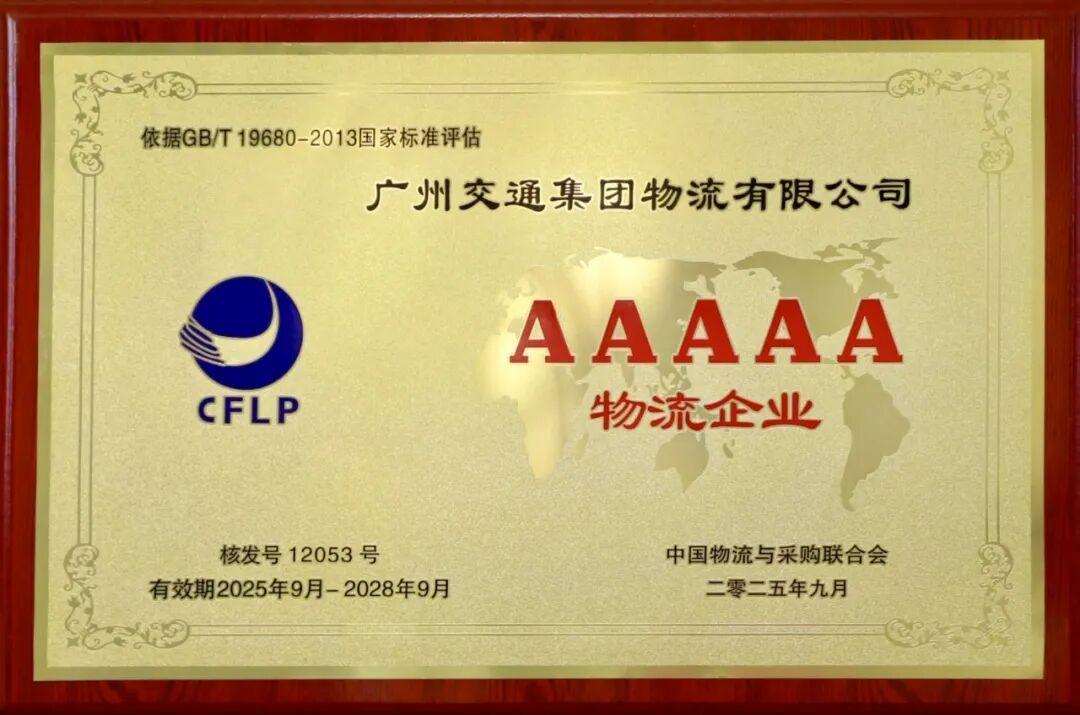 依据GB/T 19680-2013国家标准评估
广州交通集团物流有限公司
AAAAA
物流企业
CFLP
核发号 12053 号
有效期2025年9月-2028年9月
中国物流与采购联合会
二零二五年九月